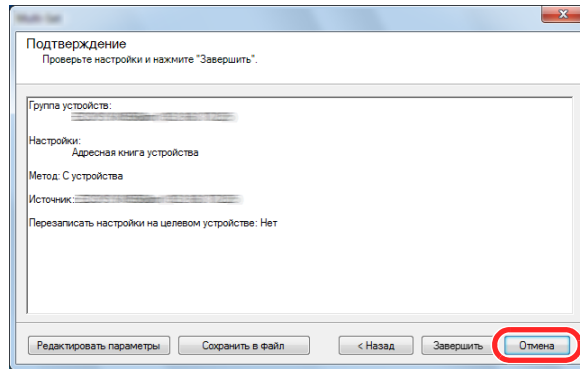 Подтверждение
Проверьте настройки и нажмите "Завершить".
Группа устройств:
Настройки:
Адресная книга устройства
Метод: С устройства
Источник:
Перезаписать настройки на целевом устройстве: Нет
Редактировать параметры Сохранить в файл < Назад Завершить Отмена